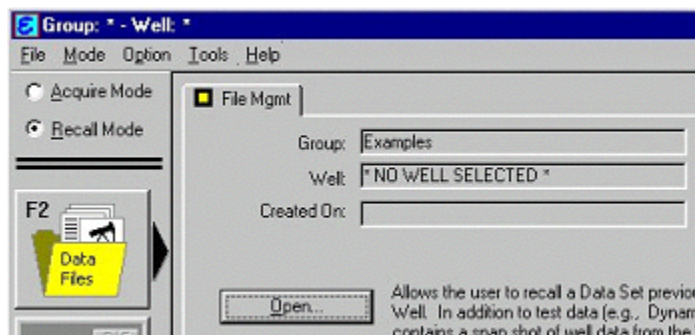 Group: * - Well: *
File Mode Option Tools Help
Acquire Mode
Recall Mode
File Mgmt
Group: Examples
Well: * NO WELL SELECTED *
Created On:
F2
Data
Files
Open...
Allows the user to recall a Data Set previou
Well. In addition to test data (e.g., Dynam
contains a snap shot of well data from the